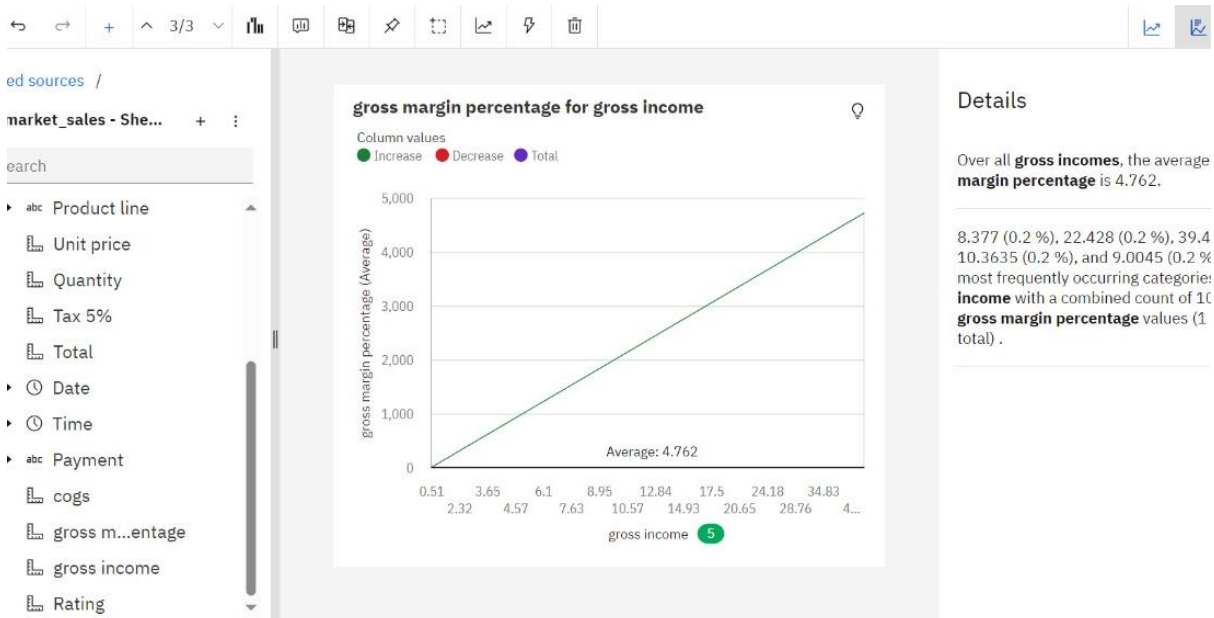 3/3
ed sources /
market_sales - She...
earch
abc Product line
Unit price
Quantity
Tax 5%
Total
Date
Time
abc Payment
cogs
gross m...entage
gross income
Rating
gross margin percentage for gross income
Column values
Increase Decrease Total
gross margin percentage (Average)
5,000
4,000
3,000
2,000
1,000
0
Average: 4.762
0.51 3.65 6.1 8.95 12.84 17.5 24.18 34.83
2.32 4.57 7.63 10.57 14.93 20.65 28.76 4...
gross income 5
Details
Over all gross incomes, the average
margin percentage is 4.762.
8.377 (0.2 %), 22.428 (0.2 %), 39.4
10.3635 (0.2 %), and 9.0045 (0.2 %
most frequently occurring categories
income with a combined count of 10
gross margin percentage values (1
total) .